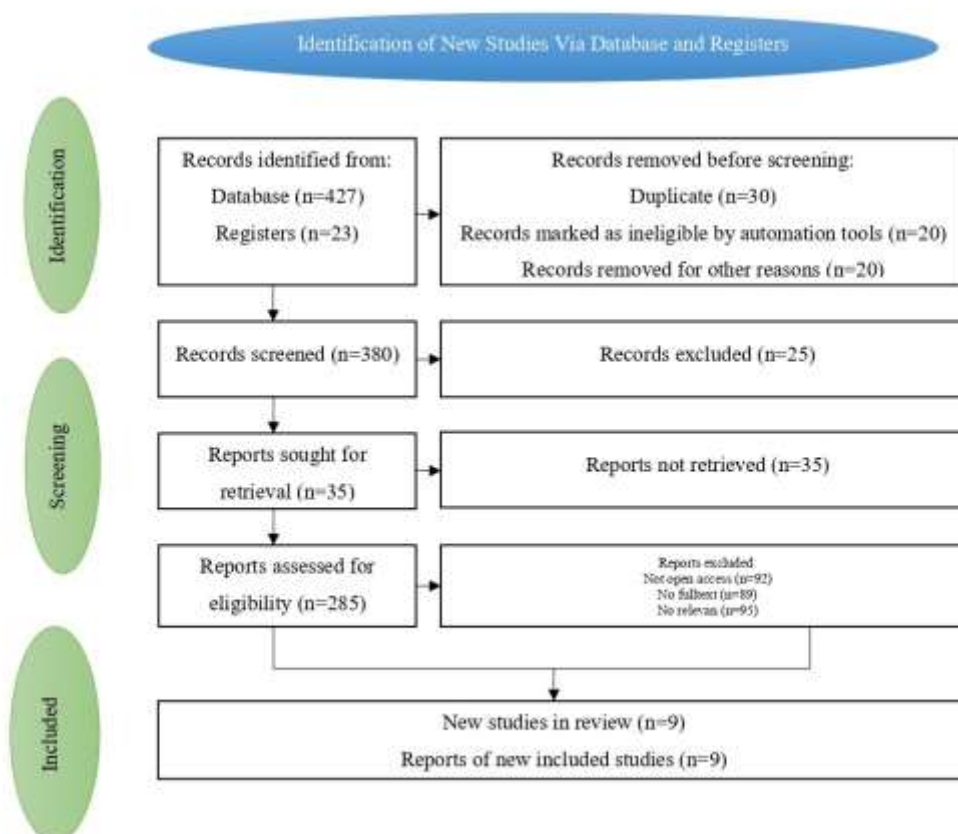 Identification of New Studies Via Database and Registers
Identification
Records identified from:
Database (n=427)
Registers (n=23)
Records removed before screening:
Duplicate (n=30)
Records marked as ineligible by automation tools (n=20)
Records removed for other reasons (n=20)
Screening
Records screened (n=380)
Records excluded (n=25)
Reports sought for
retrieval (n=35)
Reports not retrieved (n=35)
Reports assessed for
eligibility (n=285)
Reports excluded
Not open access (n=92)
No fulltext (n=89)
No relevan (n=95)
Included
New studies in review (n=9)
Reports of new included studies (n=9)